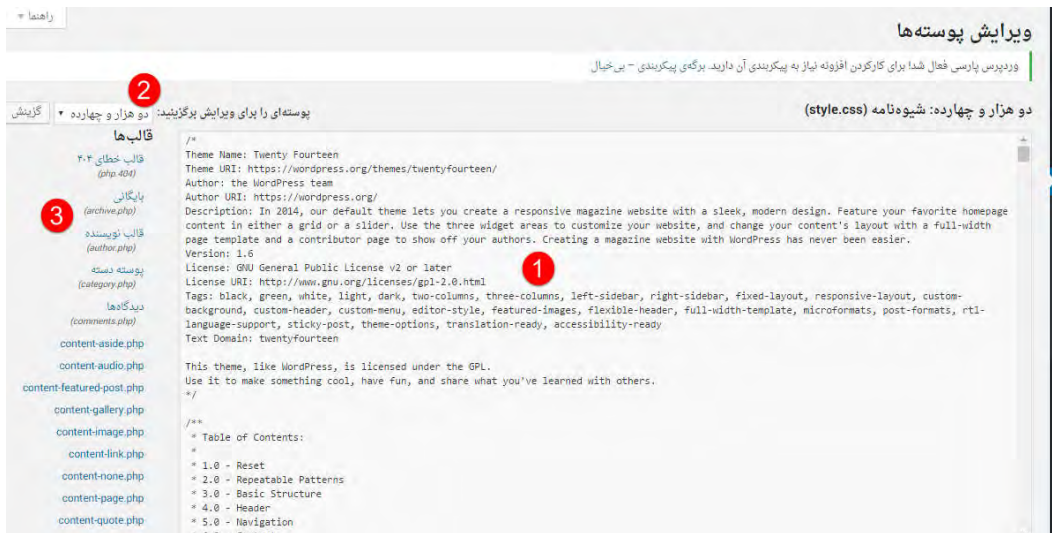 راهنما ▼
ویرایش پوسته‌ها
وردپرس پارسی فعال شد! برای کارکردن افزونه نیاز به پیکربندی آن دارید. برگه‌ی پیکربندی – بی‌خیال
دو هزار و چهارده: شیوه‌نامه (style.css)
پوسته‌ای را برای ویرایش برگزینید: دو هزار و چهارده ▼ گزینش
2
/*
Theme Name: Twenty Fourteen
Theme URI: https://wordpress.org/themes/twentyfourteen/
Author: the WordPress team
Author URI: https://wordpress.org/
Description: In 2014, our default theme lets you create a responsive magazine website with a sleek, modern design. Feature your favorite homepage
content in either a grid or a slider. Use the three widget areas to customize your website, and change your content's layout with a full-width
page template and a contributor page to show off your authors. Creating a magazine website with WordPress has never been easier.
Version: 1.6
License: GNU General Public License v2 or later
License URI: http://www.gnu.org/licenses/gpl-2.0.html
Tags: black, green, white, light, dark, two-columns, three-columns, left-sidebar, right-sidebar, fixed-layout, responsive-layout, custom-
background, custom-header, custom-menu, editor-style, featured-images, flexible-header, full-width-template, microformats, post-formats, rtl-
language-support, sticky-post, theme-options, translation-ready, accessibility-ready
Text Domain: twentyfourteen
This theme, like WordPress, is licensed under the GPL.
Use it to make something cool, have fun, and share what you've learned with others.
*/
/**
* Table of Contents:
*
* 1.0 - Reset
* 2.0 - Repeatable Patterns
* 3.0 - Basic Structure
* 4.0 - Header
* 5.0 - Navigation
1
قالب‌ها
قالب خطای ۴۰۴
(php.404)
بایگانی
(archive.php)
3
قالب نویسنده
(author.php)
پوسته دسته
(category.php)
دیدگاه‌ها
(comments.php)
content-aside.php
content-audio.php
content-featured-post.php
content-gallery.php
content-image.php
content-link.php
content-none.php
content-page.php
content-quote.php